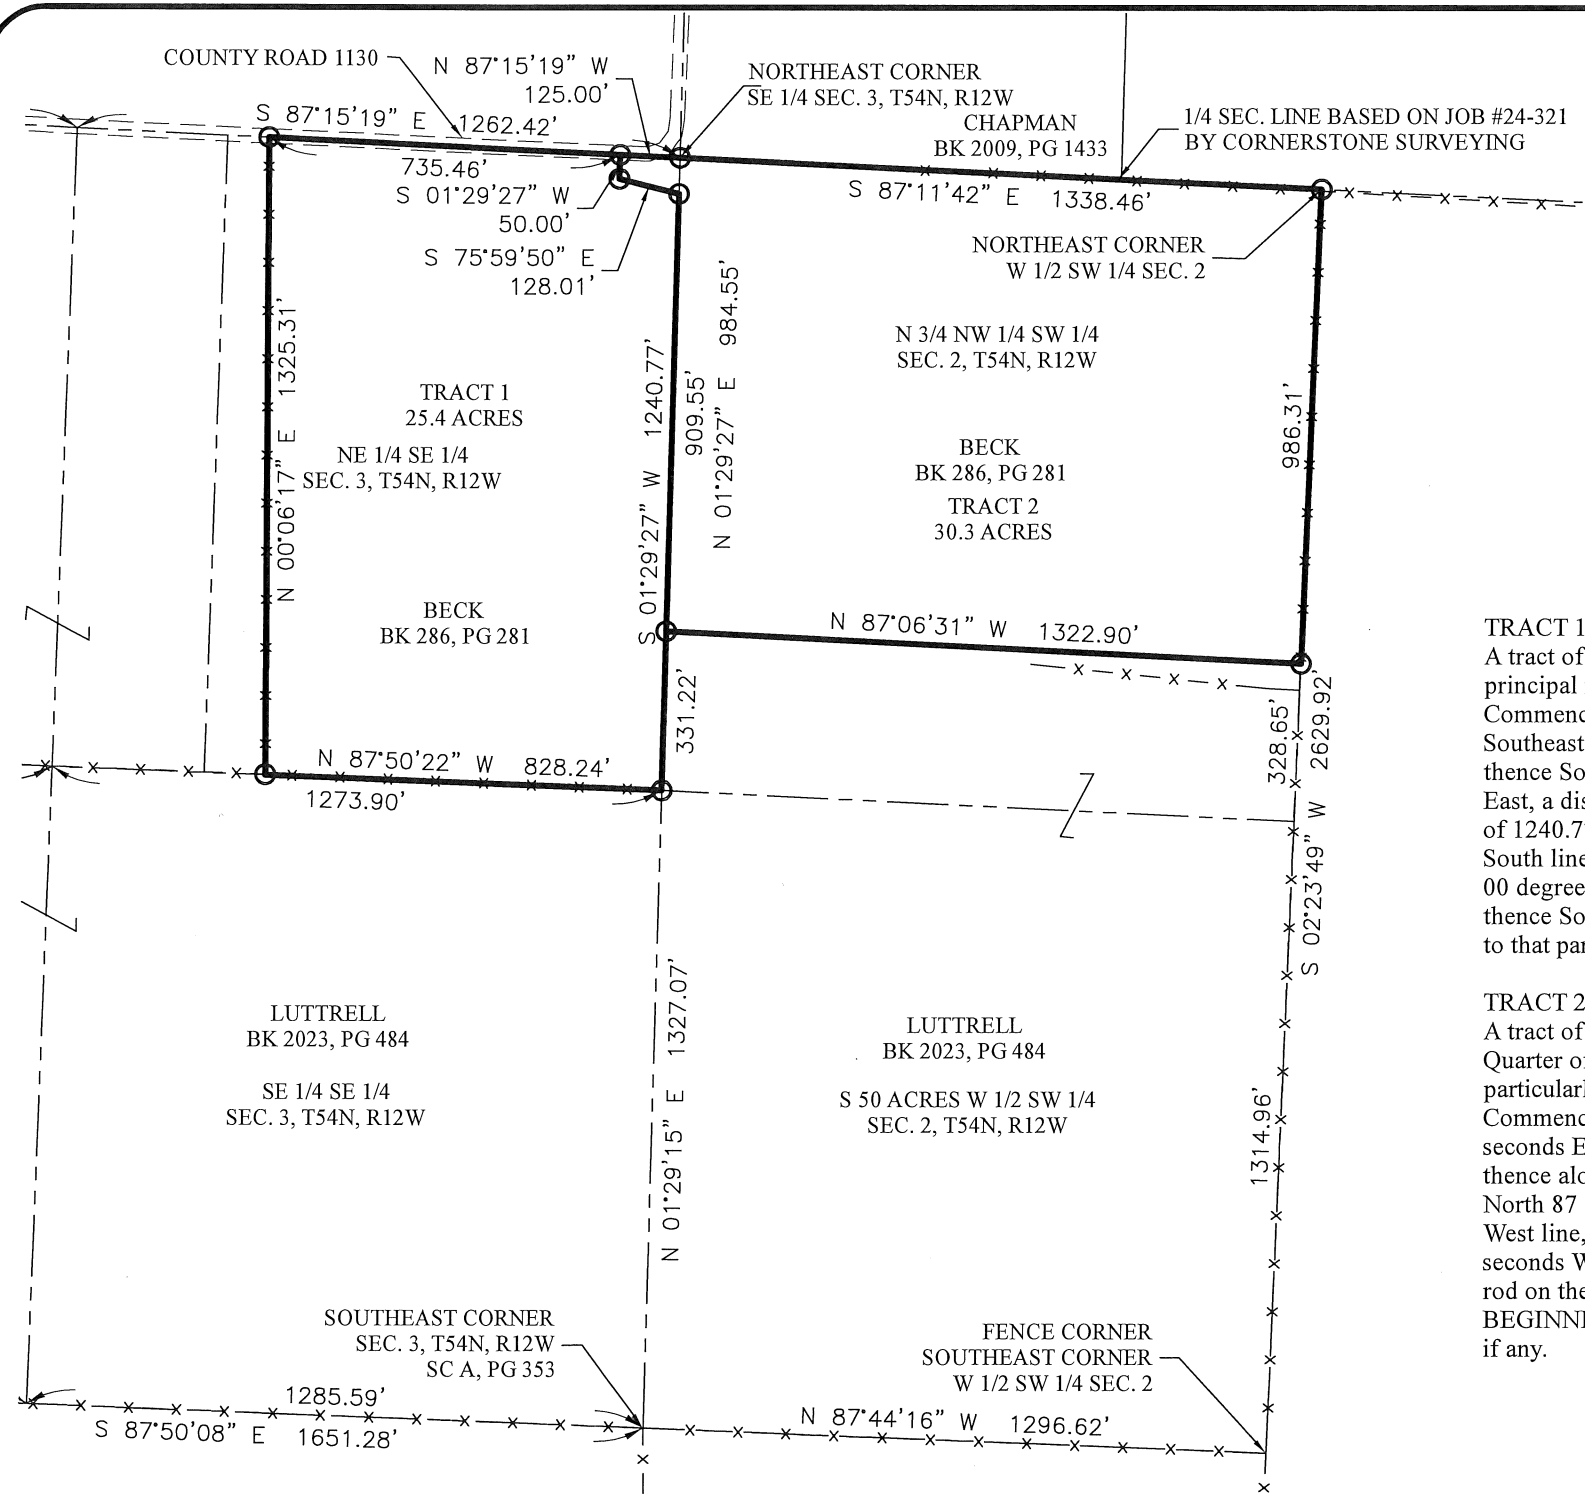 COUNTY ROAD 1130
N 87°15'19" W
125.00'
NORTHEAST CORNER
SE 1/4 SEC. 3, T54N, R12W
CHAPMAN
BK 2009, PG 1433
1/4 SEC. LINE BASED ON JOB #24-321
BY CORNERSTONE SURVEYING
S 87°15'19" E 1262.42'
735.46'
S 01°29'27" W
50.00'
S 75°59'50" E
128.01'
S 87°11'42" E 1338.46'
NORTHEAST CORNER
W 1/2 SW 1/4 SEC. 2
N 00°06'17" E 1325.31'
TRACT 1
25.4 ACRES
NE 1/4 SE 1/4
SEC. 3, T54N, R12W
BECK
BK 286, PG 281
S 01°29'27" W 1240.77'
909.55'
N 01°29'27" E 984.55'
N 3/4 NW 1/4 SW 1/4
SEC. 2, T54N, R12W
BECK
BK 286, PG 281
TRACT 2
30.3 ACRES
986.31'
N 87°06'31" W 1322.90'
331.22'
328.65'
S 02°23'49" W 2629.92'
N 87°50'22" W 828.24'
1273.90'
LUTTRELL
BK 2023, PG 484
SE 1/4 SE 1/4
SEC. 3, T54N, R12W
N 01°29'15" E 1327.07'
LUTTRELL
BK 2023, PG 484
S 50 ACRES W 1/2 SW 1/4
SEC. 2, T54N, R12W
1314.96'
SOUTHEAST CORNER
SEC. 3, T54N, R12W
SC A, PG 353
FENCE CORNER
SOUTHEAST CORNER
W 1/2 SW 1/4 SEC. 2
1285.59'
S 87°50'08" E 1651.28'
N 87°44'16" W 1296.62'
TRACT 1
A tract of
principal
Commenc
Southeast
thence So
East, a dis
of 1240.7
South line
00 degree
thence So
to that par
TRACT 2
A tract of
Quarter o
particularl
Commenc
seconds E
thence alo
North 87
West line,
seconds W
rod on the
BEGINNI
if any.